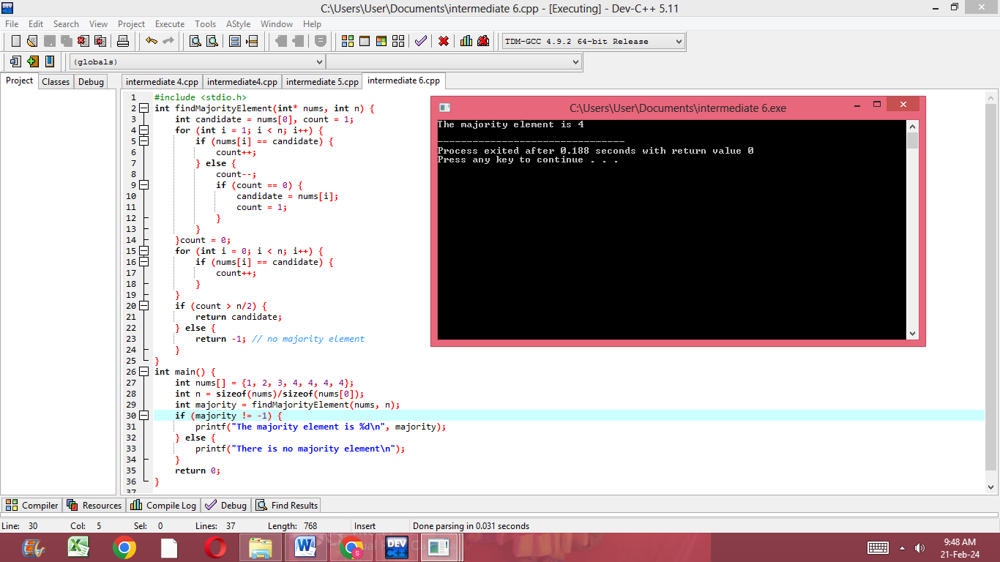 C:\Users\User\Documents\intermediate 6.cpp - [Executing] - Dev-C++ 5.11
File Edit Search View Project Execute Tools AStyle Window Help
TDM-GCC 4.9.2 64-bit Release
(globals)
Project Classes Debug
intermediate 4.cpp intermediate4.cpp intermediate 5.cpp intermediate 6.cpp
1 #include <stdio.h>
2 int findMajorityElement(int* nums, int n) {
3 int candidate = nums[0], count = 1;
4 for (int i = 1; i < n; i++) {
5 if (nums[i] == candidate) {
6 count++;
7 } else {
8 count--;
9 if (count == 0) {
10 candidate = nums[i];
11 count = 1;
12 }
13 }
14 }count = 0;
15 for (int i = 0; i < n; i++) {
16 if (nums[i] == candidate) {
17 count++;
18 }
19 }
20 if (count > n/2) {
21 return candidate;
22 } else {
23 return -1; // no majority element
24 }
25 }
26 int main() {
27 int nums[] = {1, 2, 3, 4, 4, 4, 4};
28 int n = sizeof(nums)/sizeof(nums[0]);
29 int majority = findMajorityElement(nums, n);
30 if (majority != -1) {
31 printf("The majority element is %d\n", majority);
32 } else {
33 printf("There is no majority element\n");
34 }
35 return 0;
36 }
37
C:\Users\User\Documents\intermediate 6.exe
The majority element is 4
--------------------------------
Process exited after 0.188 seconds with return value 0
Press any key to continue . . .
Compiler Resources Compile Log Debug Find Results
Line: 30 Col: 5 Sel: 0 Lines: 37 Length: 768 Insert Done parsing in 0.031 seconds
DEV
C++
S
9:48 AM
21-Feb-24